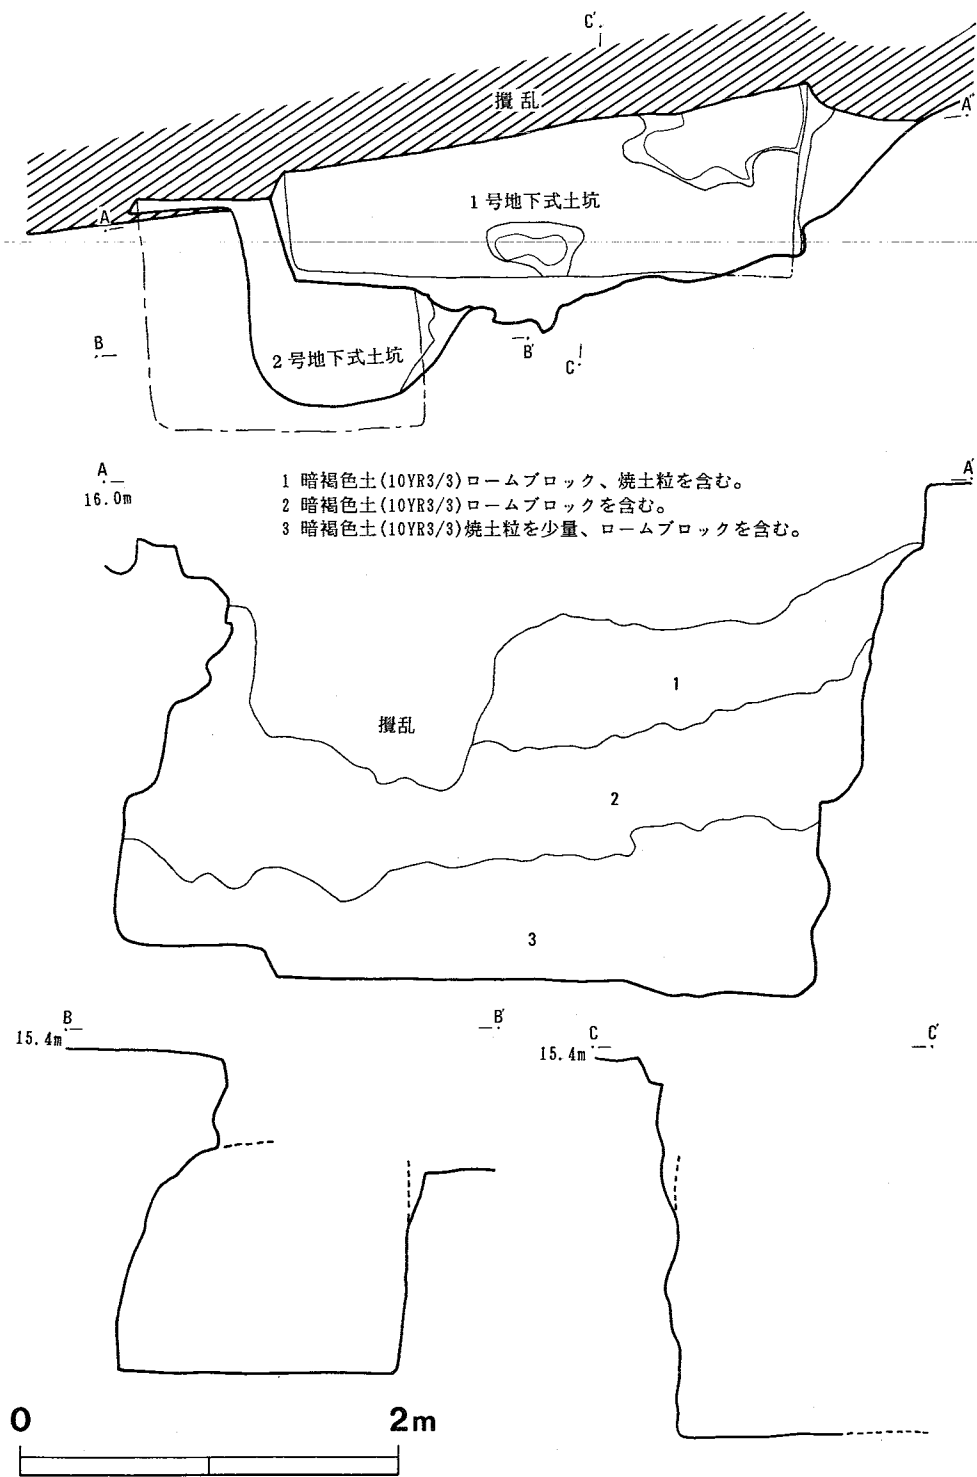 C′
攪乱
A′
1号地下式土坑
A
B
2号地下式土坑
B′
C
A
16.0m
A′
1 暗褐色土(10YR3/3)ロームブロック、焼土粒を含む。
2 暗褐色土(10YR3/3)ロームブロックを含む。
3 暗褐色土(10YR3/3)焼土粒を少量、ロームブロックを含む。
1
攪乱
2
3
B
15.4m
B′
C
15.4m
C′
0
2m